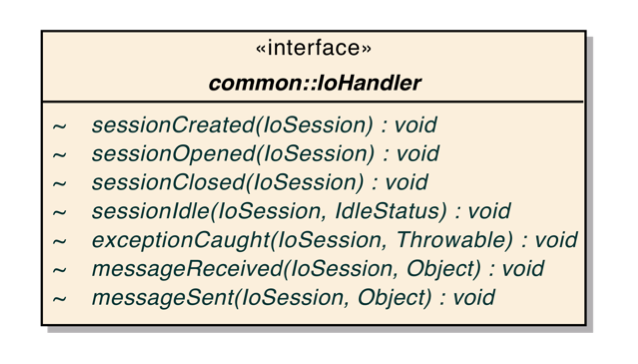 «interface»
common::IoHandler
~ sessionCreated(IoSession) : void
~ sessionOpened(IoSession) : void
~ sessionClosed(IoSession) : void
~ sessionIdle(IoSession, IdleStatus) : void
~ exceptionCaught(IoSession, Throwable) : void
~ messageReceived(IoSession, Object) : void
~ messageSent(IoSession, Object) : void